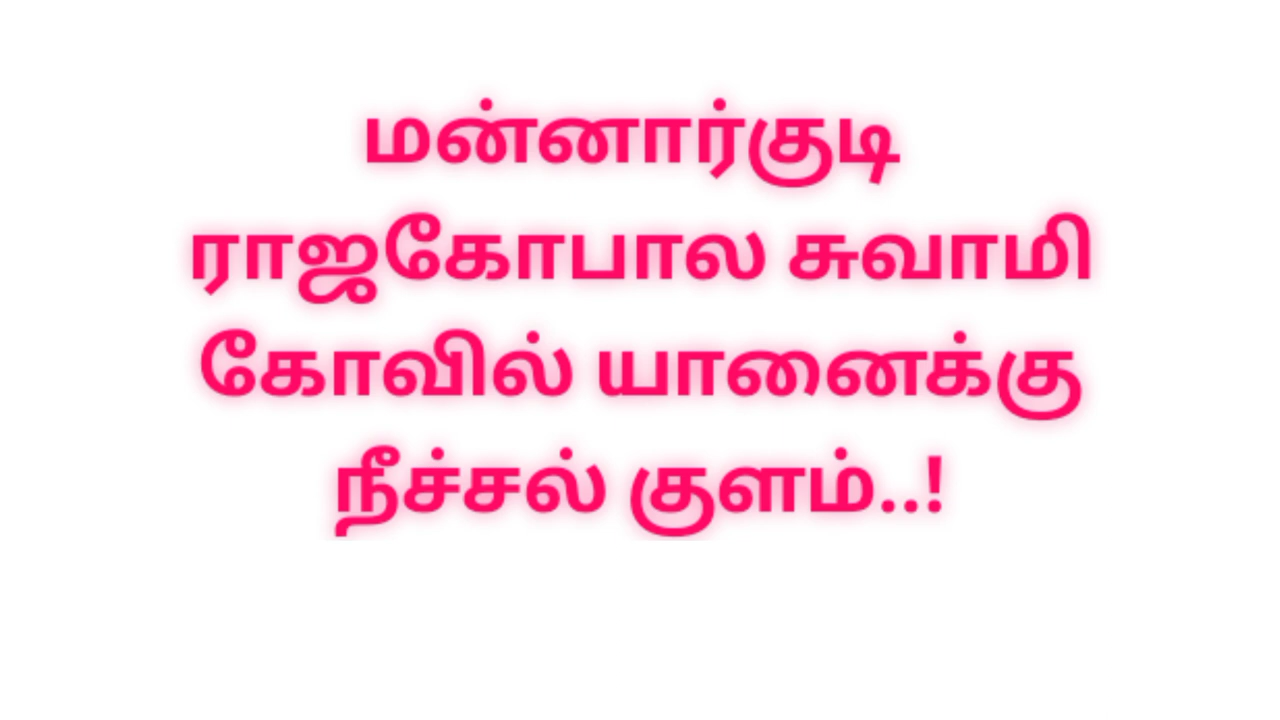 மன்னார்குடி
ராஜகோபால சுவாமி
கோவில் யானைக்கு
நீச்சல் குளம்..!